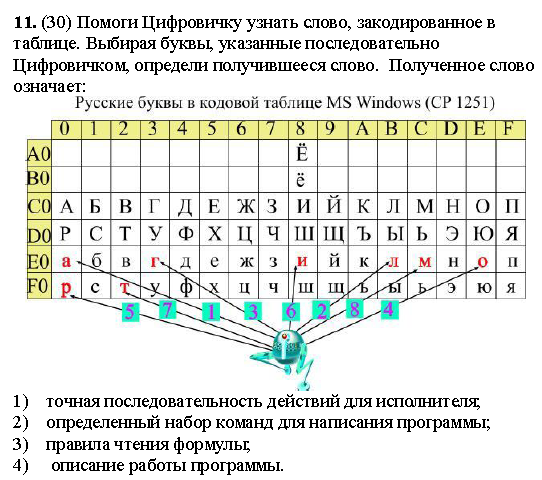 11. (30) Помоги Цифровичку узнать слово, закодированное в
таблице. Выбирая буквы, указанные последовательно
Цифровичком, определи получившееся слово. Полученное слово
означает:
Русские буквы в кодовой таблице MS Windows (CP 1251)
0 1 2 3 4 5 6 7 8 9 A B C D E F
A0 Ё
B0 ё
C0 А Б В Г Д Е Ж З И Й К Л М Н О П
D0 Р С Т У Ф Х Ц Ч Ш Щ Ъ Ы Ь Э Ю Я
E0 а б в г д е ж з и й к л м н о п
F0 р с т у ф х ц ч ш щ ъ ы ь э ю я
5 7 1 3 6 2 8 4
1) точная последовательность действий для исполнителя;
2) определенный набор команд для написания программы;
3) правила чтения формулы;
4) описание работы программы.